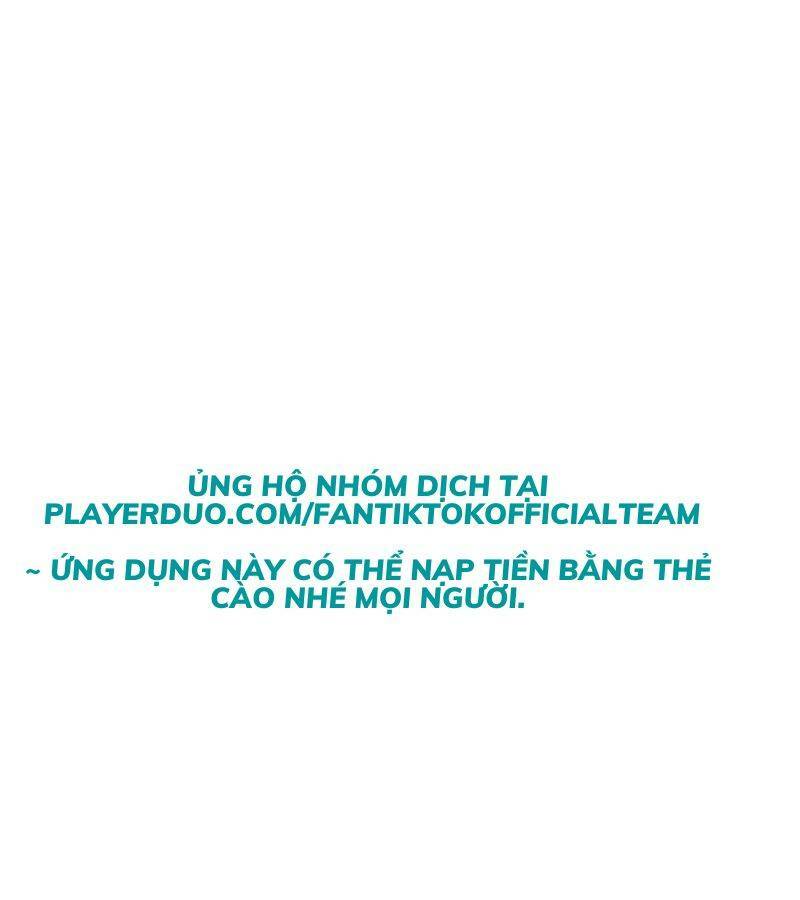 ỦNG HỘ NHÓM DỊCH TẠI
PLAYERDUO.COM/FANTIKTOKOFFICIALTEAM
~ ỨNG DỤNG NÀY CÓ THỂ NẠP TIỀN BẰNG THẺ
CÀO NHÉ MỌI NGƯỜI.